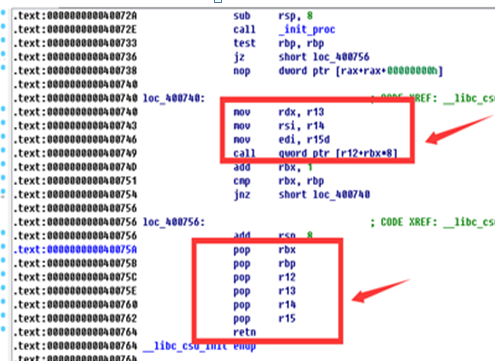 .text:000000000040072A sub rsp, 8
.text:000000000040072E call _init_proc
.text:0000000000400733 test rbp, rbp
.text:0000000000400736 jz short loc_400756
.text:0000000000400738 nop dword ptr [rax+rax+00000000h]
.text:0000000000400740
.text:0000000000400740 loc_400740: ; CODE XREF: __libc_csu
.text:0000000000400740 mov rdx, r13
.text:0000000000400743 mov rsi, r14
.text:0000000000400746 mov edi, r15d
.text:0000000000400749 call qword ptr [r12+rbx*8]
.text:000000000040074D add rbx, 1
.text:0000000000400751 cmp rbx, rbp
.text:0000000000400754 jnz short loc_400740
.text:0000000000400756
.text:0000000000400756 loc_400756: ; CODE XREF: __libc_c
.text:0000000000400756 add rsp, 8
.text:000000000040075A pop rbx
.text:000000000040075B pop rbp
.text:000000000040075C pop r12
.text:000000000040075E pop r13
.text:0000000000400760 pop r14
.text:0000000000400762 pop r15
.text:0000000000400764 retn
.text:0000000000400764 __libc_csu_init endp